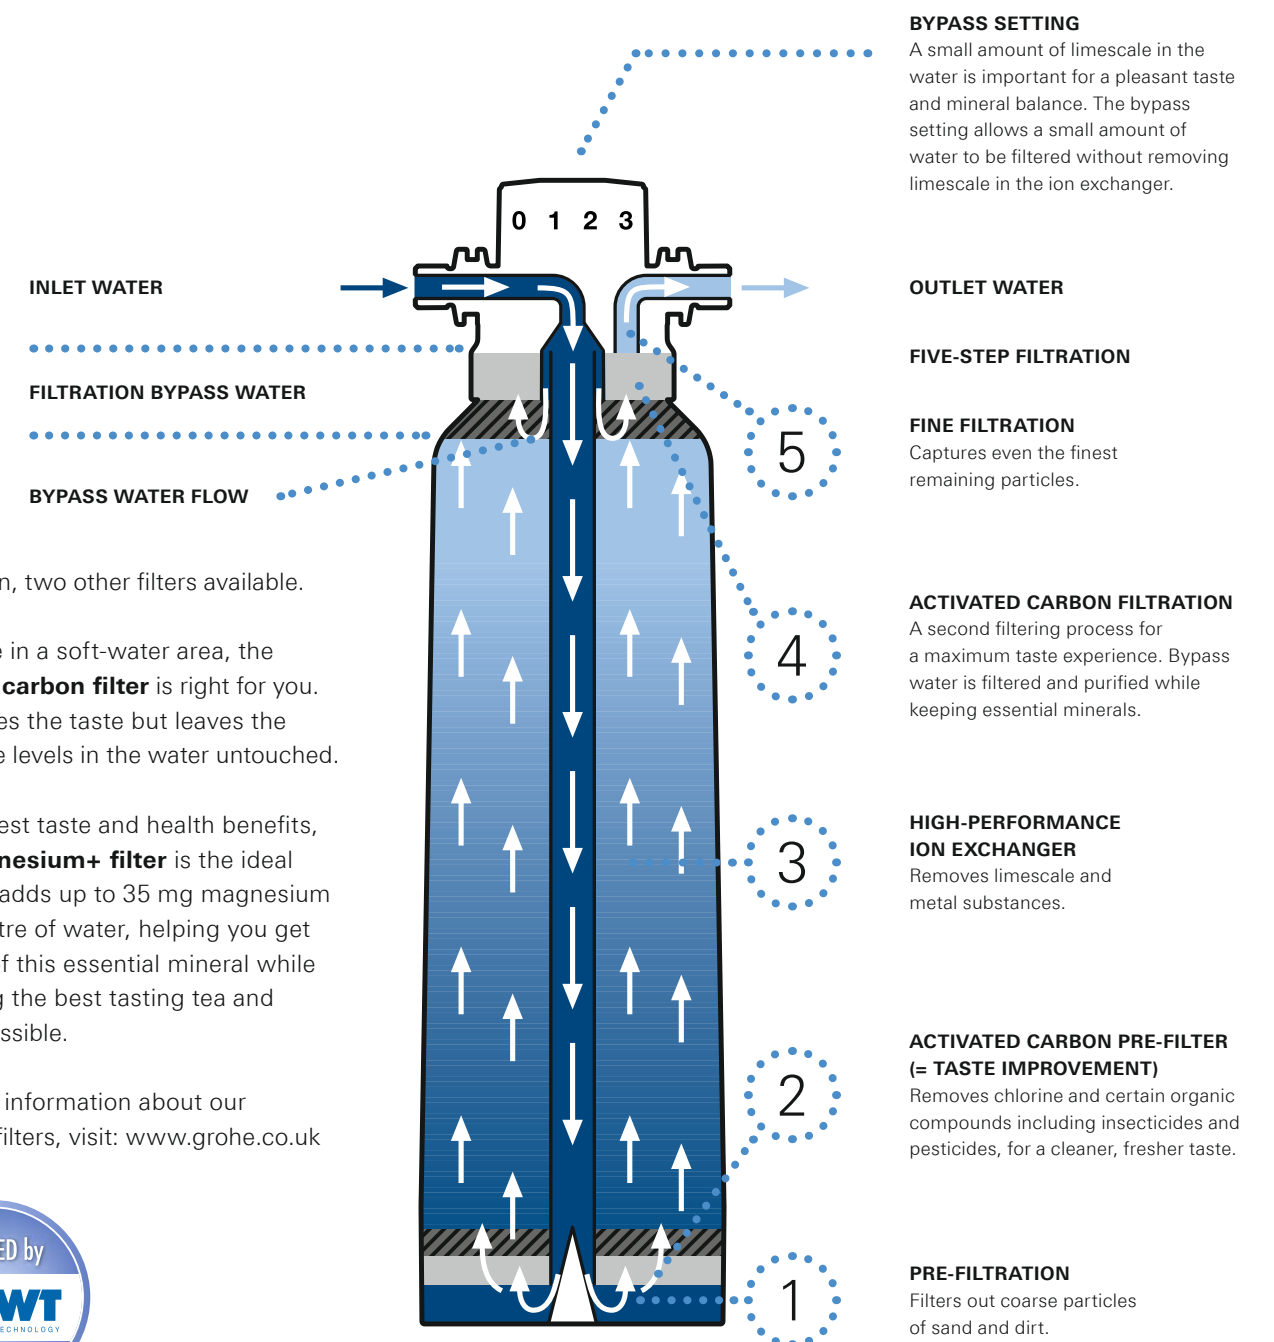 BYPASS SETTING
A small amount of limescale in the
water is important for a pleasant taste
and mineral balance. The bypass
setting allows a small amount of
water to be filtered without removing
limescale in the ion exchanger.
0 1 2 3
INLET WATER
OUTLET WATER
FIVE-STEP FILTRATION
FILTRATION BYPASS WATER
BYPASS WATER FLOW
5
FINE FILTRATION
Captures even the finest
remaining particles.
4
ACTIVATED CARBON FILTRATION
A second filtering process for
a maximum taste experience. Bypass
water is filtered and purified while
keeping essential minerals.
3
HIGH-PERFORMANCE
ION EXCHANGER
Removes limescale and
metal substances.
2
ACTIVATED CARBON PRE-FILTER
(= TASTE IMPROVEMENT)
Removes chlorine and certain organic
compounds including insecticides and
pesticides, for a cleaner, fresher taste.
1
PRE-FILTRATION
Filters out coarse particles
of sand and dirt.
n, two other filters available.
e in a soft-water area, the
carbon filter is right for you.
es the taste but leaves the
e levels in the water untouched.
est taste and health benefits,
nesium+ filter is the ideal
adds up to 35 mg magnesium
tre of water, helping you get
f this essential mineral while
g the best tasting tea and
ssible.
information about our
filters, visit: www.grohe.co.uk
ED by
WT
ECHNOLOGY